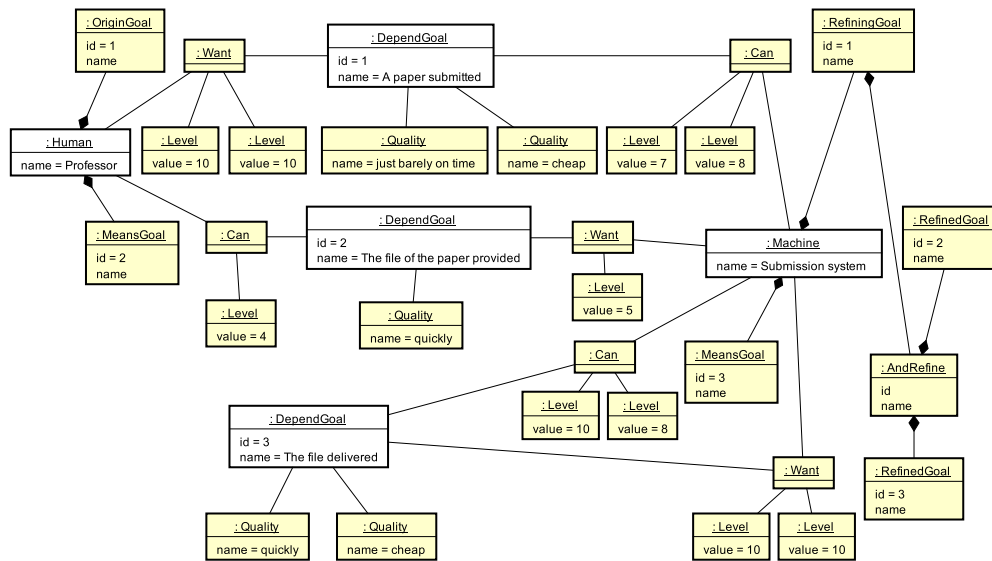 : OriginGoal
id = 1
name
: Want
: DependGoal
id = 1
name = A paper submitted
: Can
: RefiningGoal
id = 1
name
: Human
name = Professor
: Level
value = 10
: Level
value = 10
: Quality
name = just barely on time
: Quality
name = cheap
: Level
value = 7
: Level
value = 8
: MeansGoal
id = 2
name
: Can
: DependGoal
id = 2
name = The file of the paper provided
: Want
: Machine
name = Submission system
: RefinedGoal
id = 2
name
: Level
value = 4
: Quality
name = quickly
: Level
value = 5
: Can
: MeansGoal
id = 3
name
: AndRefine
id
name
: Level
value = 10
: Level
value = 8
: DependGoal
id = 3
name = The file delivered
: Want
: RefinedGoal
id = 3
name
: Quality
name = quickly
: Quality
name = cheap
: Level
value = 10
: Level
value = 10